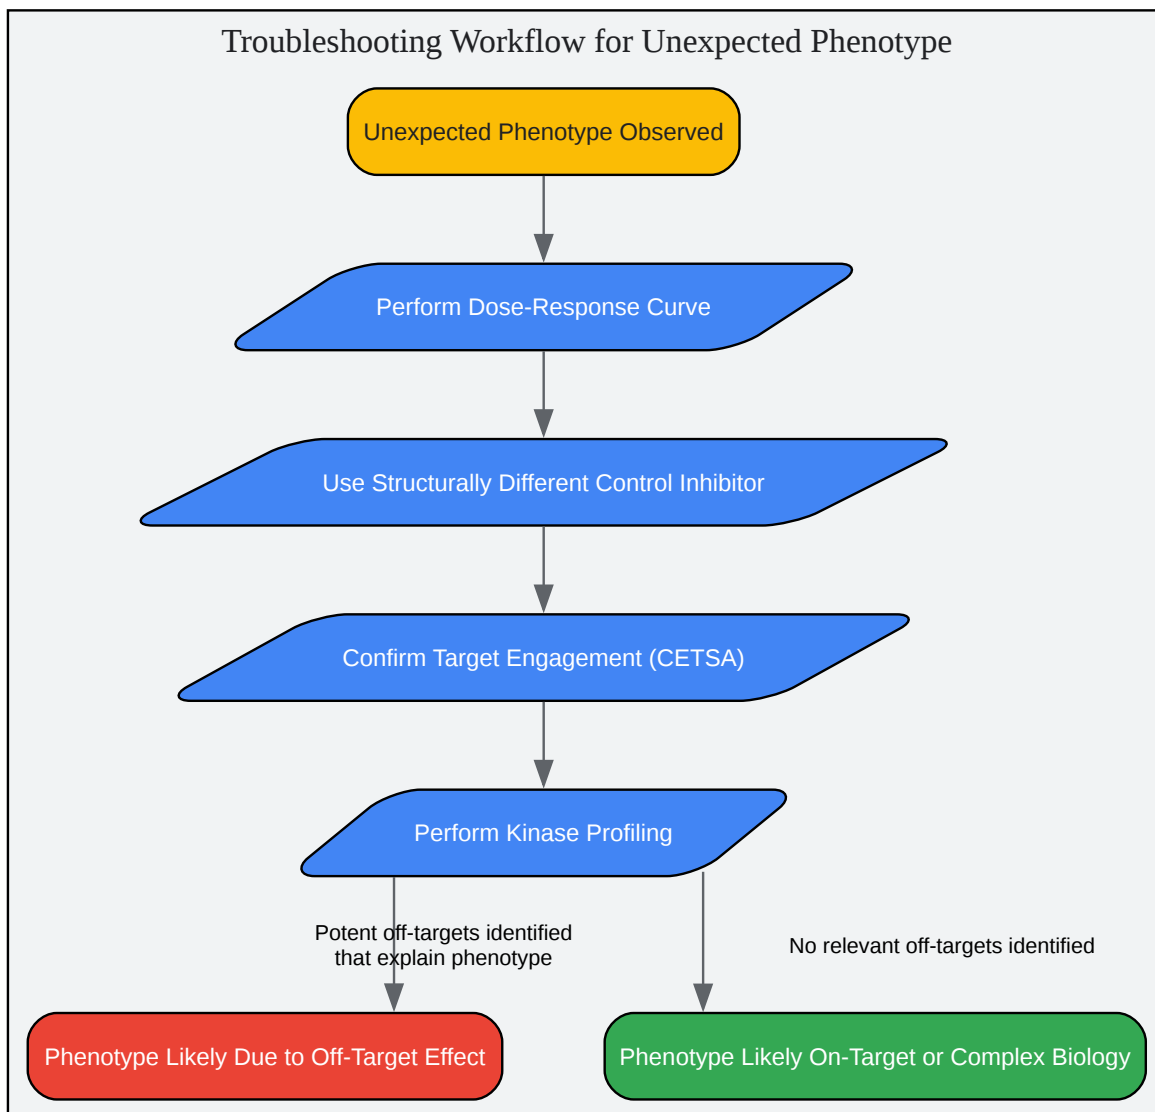 Troubleshooting Workflow for Unexpected Phenotype
Unexpected Phenotype Observed
Perform Dose-Response Curve
Use Structurally Different Control Inhibitor
Confirm Target Engagement (CETSA)
Perform Kinase Profiling
Potent off-targets identified
that explain phenotype
No relevant off-targets identified
Phenotype Likely Due to Off-Target Effect
Phenotype Likely On-Target or Complex Biology